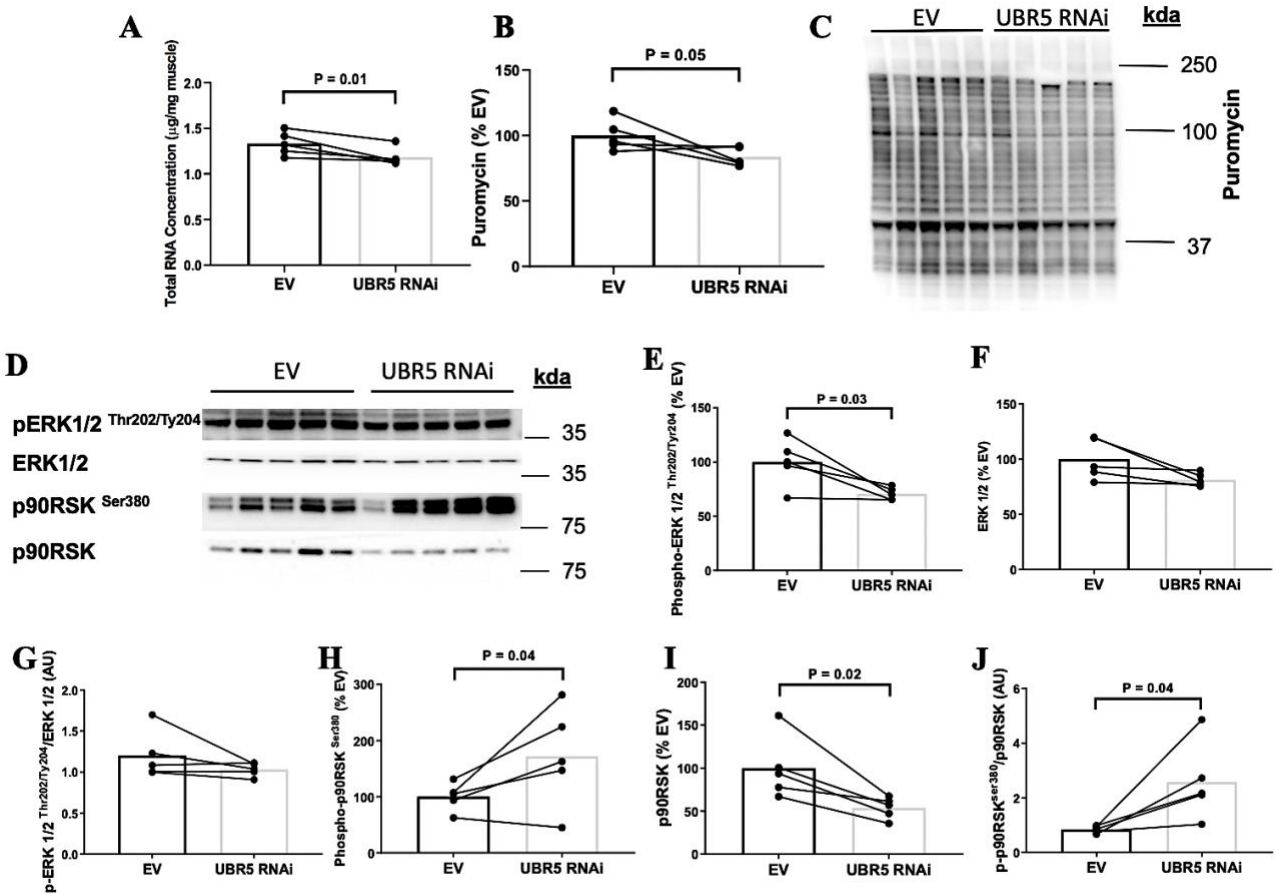 A
Total RNA Concentration (µg/mg muscle)
2.0
1.5
1.0
0.5
0.0
P = 0.01
EV
UBR5 RNAi
B
Puromycin (% EV)
150
100
50
0
P = 0.05
EV
UBR5 RNAi
C
EV
UBR5 RNAi
kda
250
100
37
Puromycin
D
EV
UBR5 RNAi
kda
pERK1/2 Thr202/Ty204
35
ERK1/2
35
p90RSK Ser380
75
p90RSK
75
E
Phospho-ERK 1/2 Thr202/Tyr204 (% EV)
150
100
50
0
P = 0.03
EV
UBR5 RNAi
F
ERK 1/2 (% EV)
150
100
50
0
EV
UBR5 RNAi
G
p-ERK 1/2 Thr202/Ty204/ERK 1/2 (AU)
2.0
1.5
1.0
0.5
0.0
EV
UBR5 RNAi
H
Phospho-p90RSK Ser380 (% EV)
300
200
100
0
P = 0.04
EV
UBR5 RNAi
I
p90RSK (% EV)
200
150
100
50
0
P = 0.02
EV
UBR5 RNAi
J
p-p90RSKser380/p90RSK (AU)
6
4
2
0
P = 0.04
EV
UBR5 RNAi